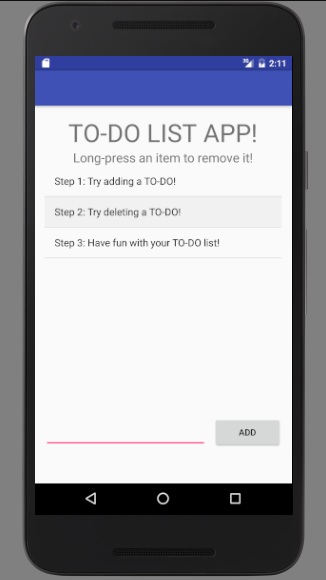 2:11
TO-DO LIST APP!
Long-press an item to remove it!
Step 1: Try adding a TO-DO!
Step 2: Try deleting a TO-DO!
Step 3: Have fun with your TO-DO list!
ADD